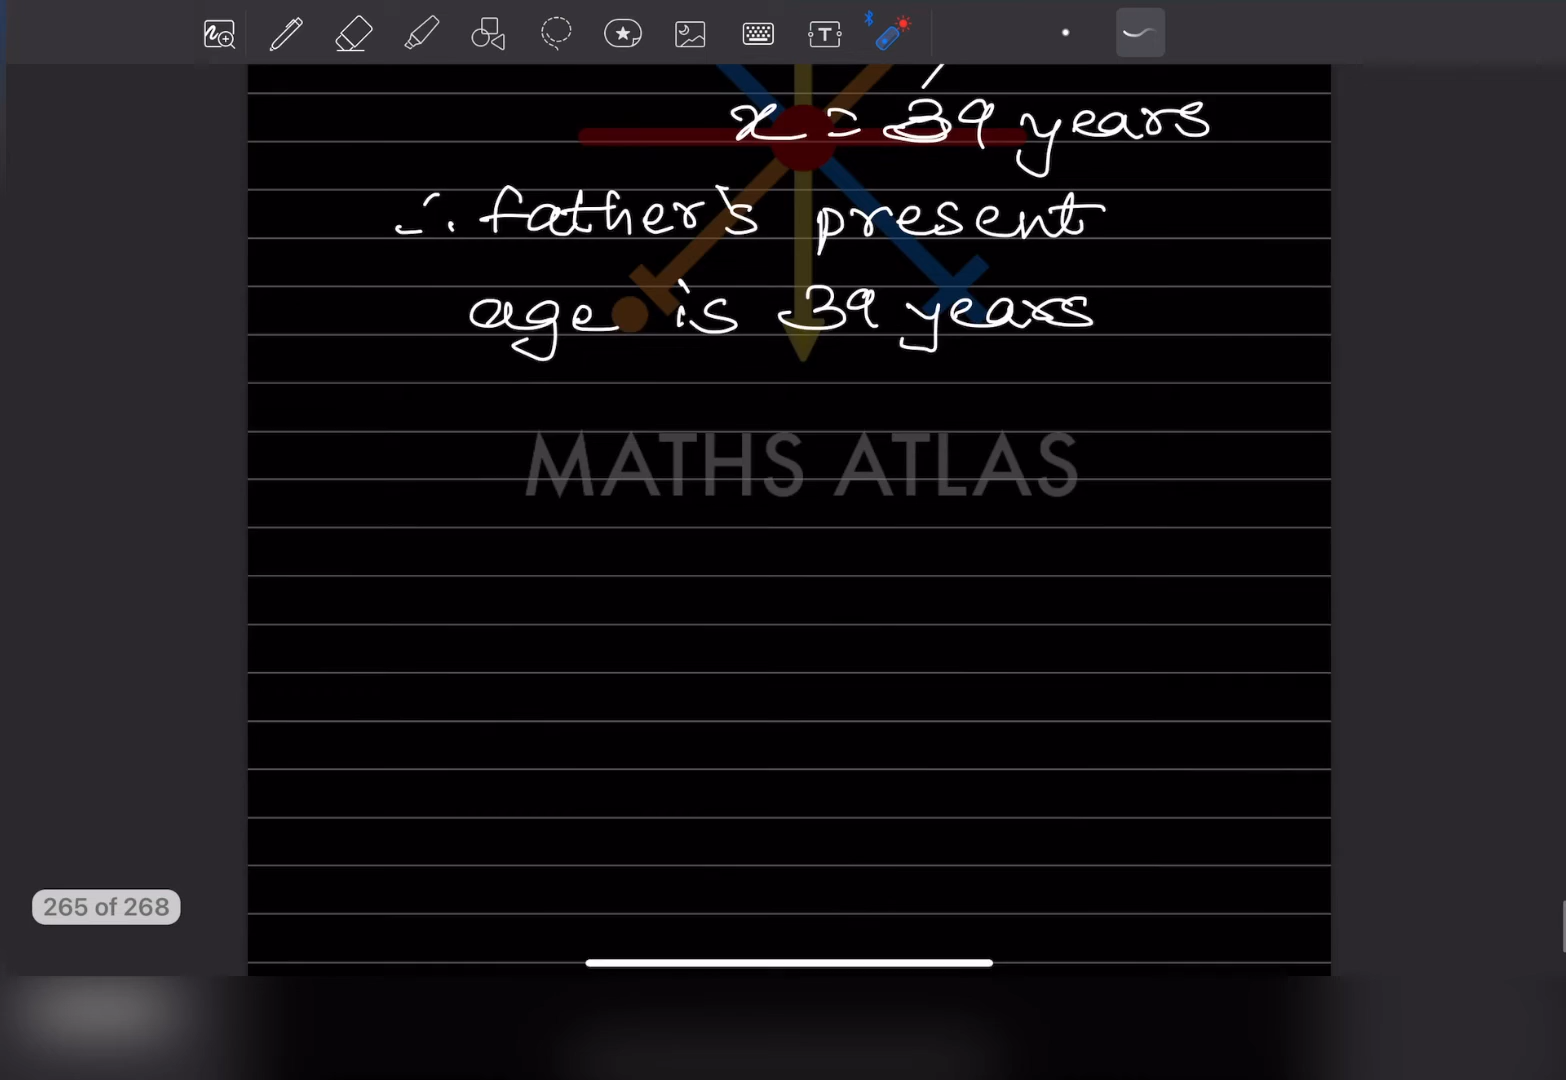 x = 39 years
∴ father's present
age is 39 years
MATHS ATLAS
265 of 268